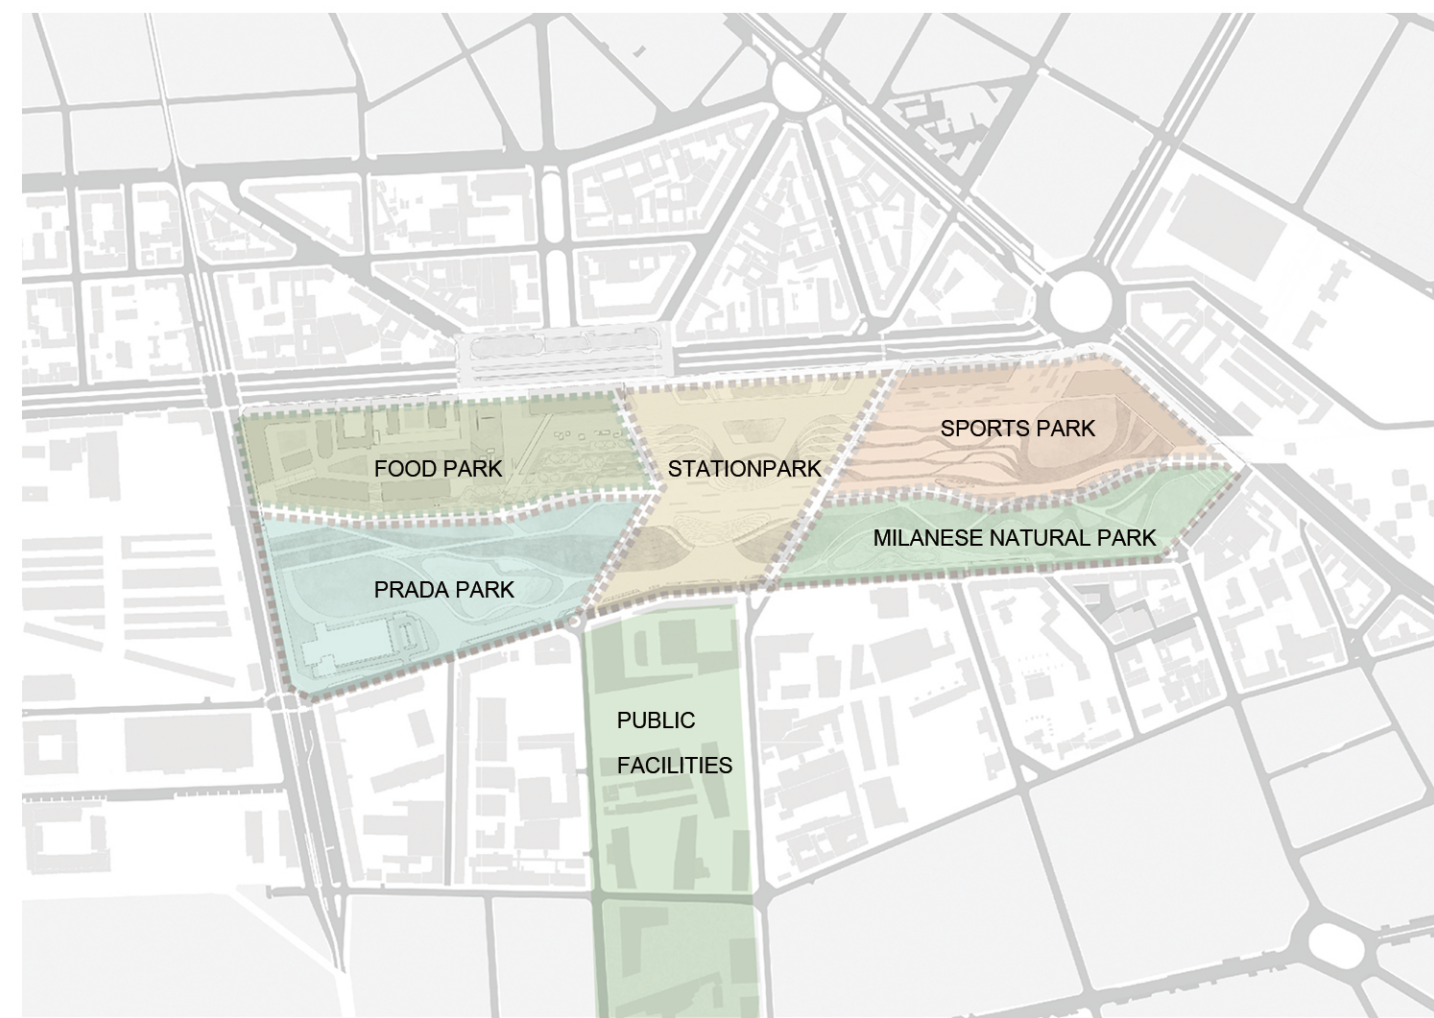 SPORTS PARK
FOOD PARK
STATIONPARK
MILANESE NATURAL PARK
PRADA PARK
PUBLIC
FACILITIES